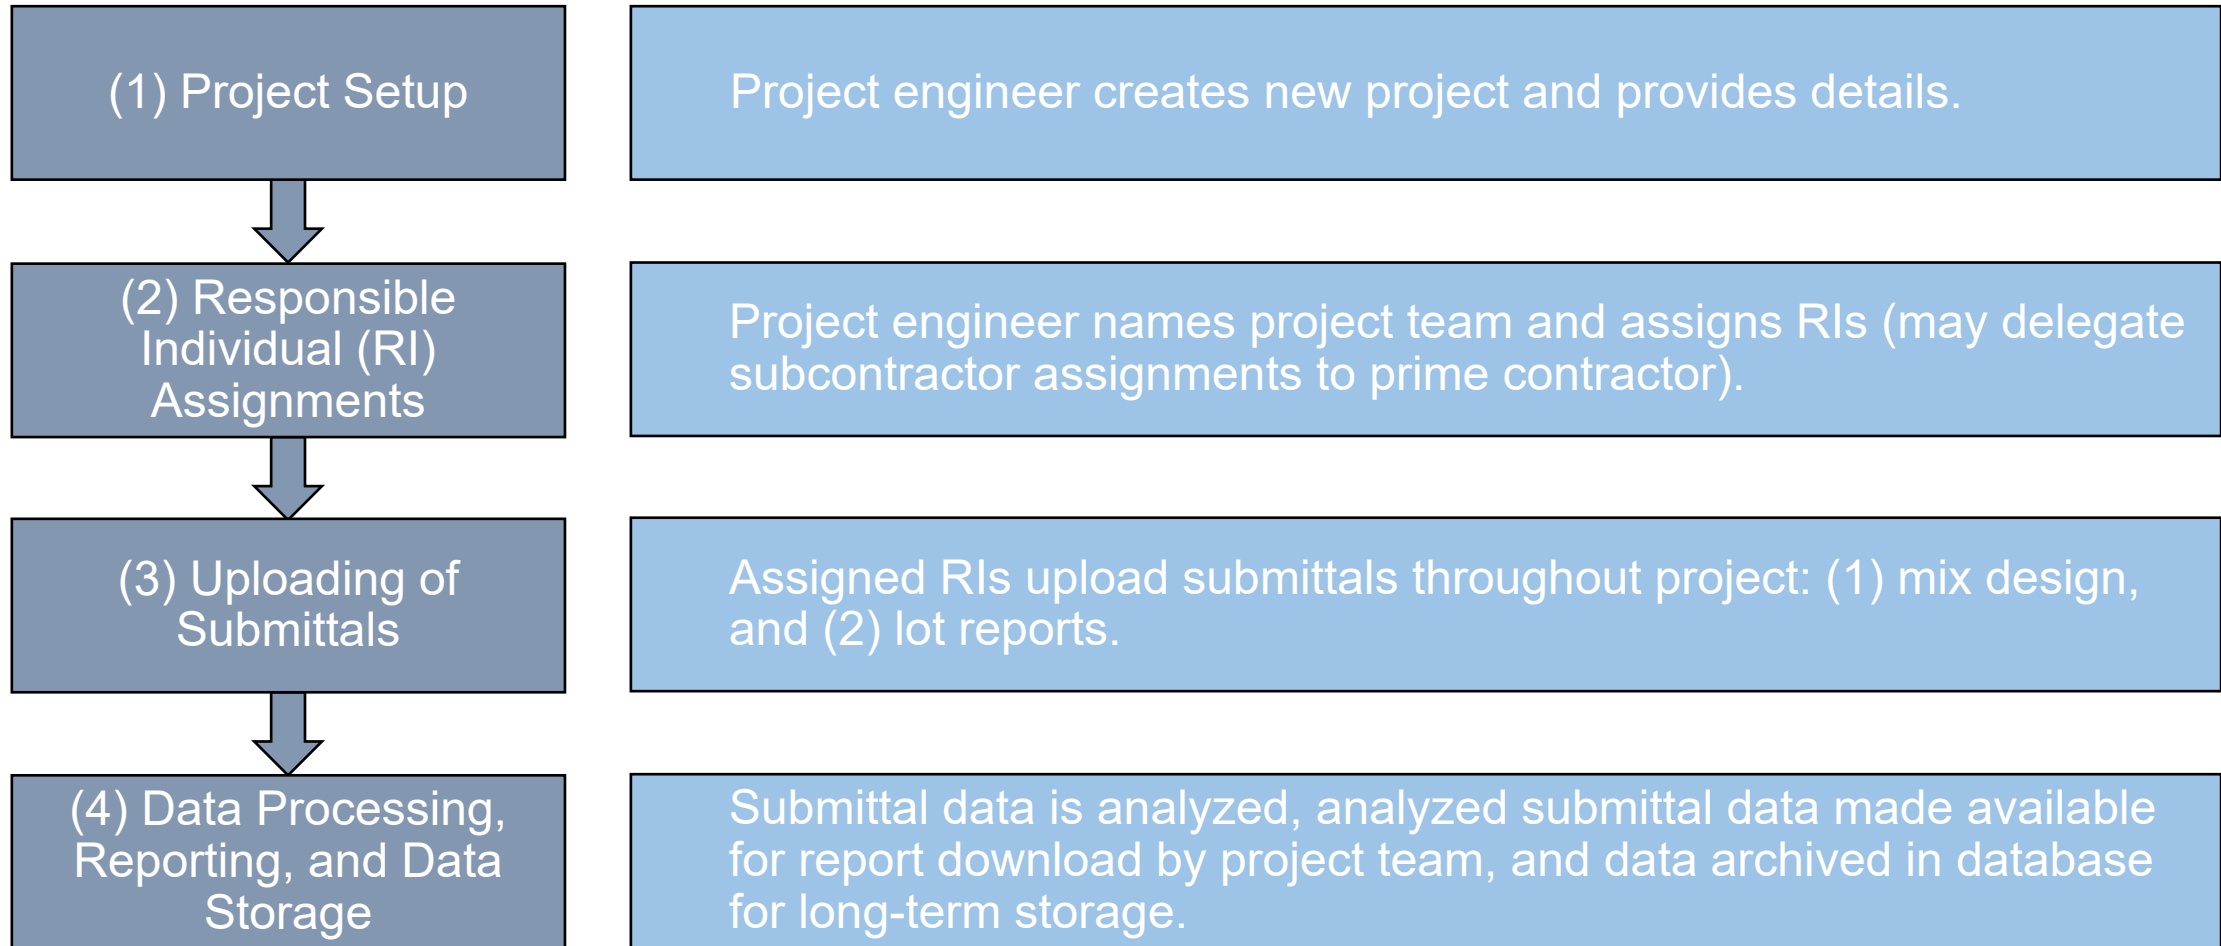 (1) Project Setup
Project engineer creates new project and provides details.
(2) Responsible
Individual (RI)
Assignments
Project engineer names project team and assigns RIs (may delegate
subcontractor assignments to prime contractor).
(3) Uploading of
Submittals
Assigned RIs upload submittals throughout project: (1) mix design,
and (2) lot reports.
(4) Data Processing,
Reporting, and Data
Storage
Submittal data is analyzed, analyzed submittal data made available
for report download by project team, and data archived in database
for long-term storage.